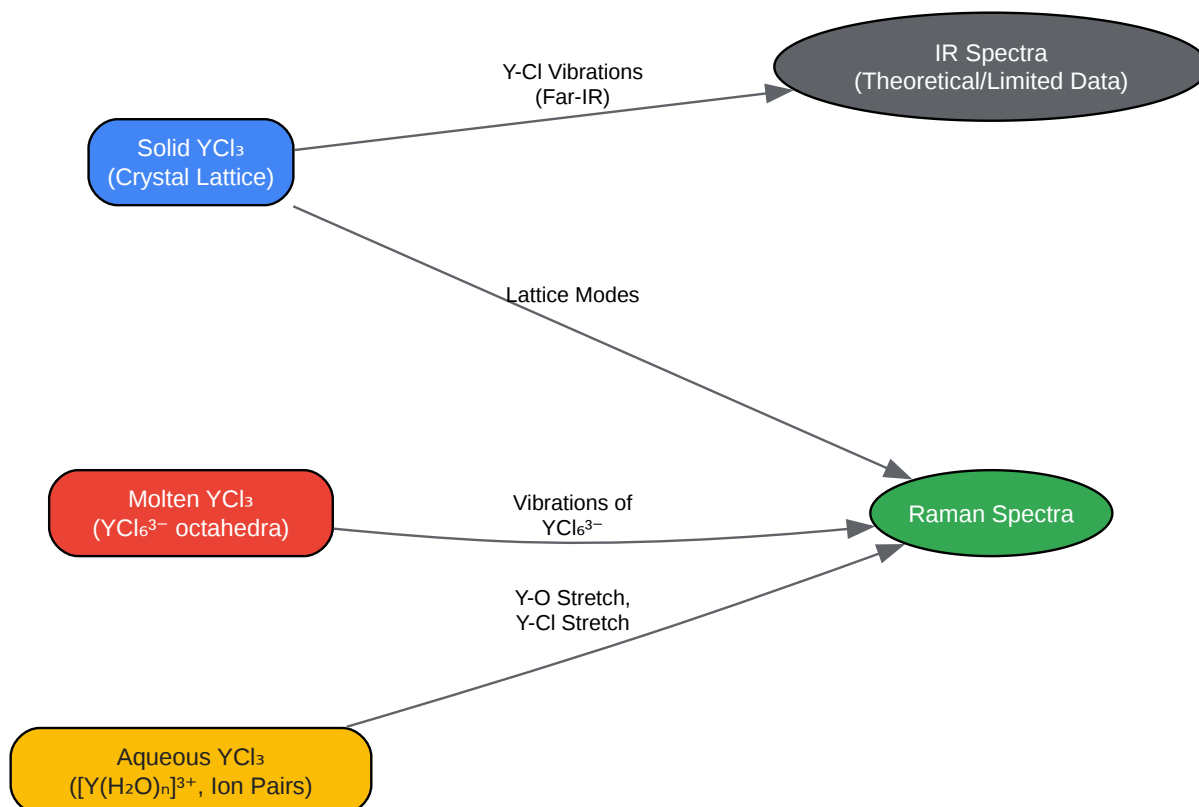 IR Spectra
(Theoretical/Limited Data)
Y-Cl Vibrations
(Far-IR)
Solid YCl₃
(Crystal Lattice)
Lattice Modes
Molten YCl₃
(YCl₆³⁻ octahedra)
Vibrations of
YCl₆³⁻
Raman Spectra
Y-O Stretch,
Y-Cl Stretch
Aqueous YCl₃
([Y(H₂O)ₙ]³⁺, Ion Pairs)